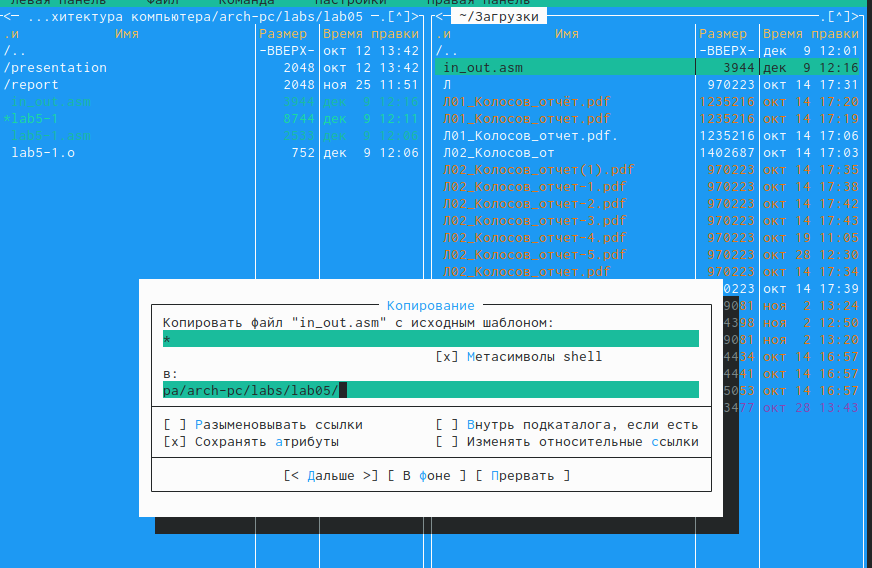 левая панель Файл Команда Настройки Правая панель
<— ...хитектура компьютера/arch-pc/labs/lab05 —.[^]>
.и Имя Размер Время правки
/.. -ВВЕРХ- окт 12 13:42
/presentation 2048 окт 12 13:42
/report 2048 ноя 25 11:51
in_out.asm 3944 дек 9 12:16
*lab5-1 8744 дек 9 12:11
lab5-1.asm 2533 дек 9 12:06
lab5-1.o 752 дек 9 12:06
<— ~/Загрузки .[^]>
.и Имя Размер Время правки
/.. -ВВЕРХ- дек 9 12:01
in_out.asm 3944 дек 9 12:16
Л 970223 окт 14 17:31
Л01_Колосов_отчёт.pdf 1235216 окт 14 17:20
Л01_Колосов_отчет.pdf 1235216 окт 14 17:19
Л01_Колосов_отчет.pdf. 1235216 окт 14 17:06
Л02_Колосов_от 1402687 окт 14 17:03
Л02_Колосов_отчет(1).pdf 970223 окт 14 17:35
Л02_Колосов_отчет-1.pdf 970223 окт 14 17:38
Л02_Колосов_отчет-2.pdf 970223 окт 14 17:42
Л02_Колосов_отчет-3.pdf 970223 окт 14 17:43
Л02_Колосов_отчет-4.pdf 970223 окт 19 11:05
Л02_Колосов_отчет-5.pdf 970223 окт 28 12:30
Л02_Колосов_отчет.pdf 970223 окт 14 17:34
0223 окт 14 17:39
9081 ноя 2 13:24
4398 ноя 2 12:50
9081 ноя 2 13:20
4434 окт 14 16:57
4441 окт 14 16:57
5063 окт 14 16:57
3477 окт 28 13:43
Копирование
Копировать файл "in_out.asm" с исходным шаблоном:
*
[x] Метасимволы shell
в:
ра/arch-pc/labs/lab05/
[ ] Разыменовывать ссылки [ ] Внутрь подкаталога, если есть
[x] Сохранять атрибуты [ ] Изменять относительные ссылки
[< Дальше >] [ В фоне ] [ Прервать ]